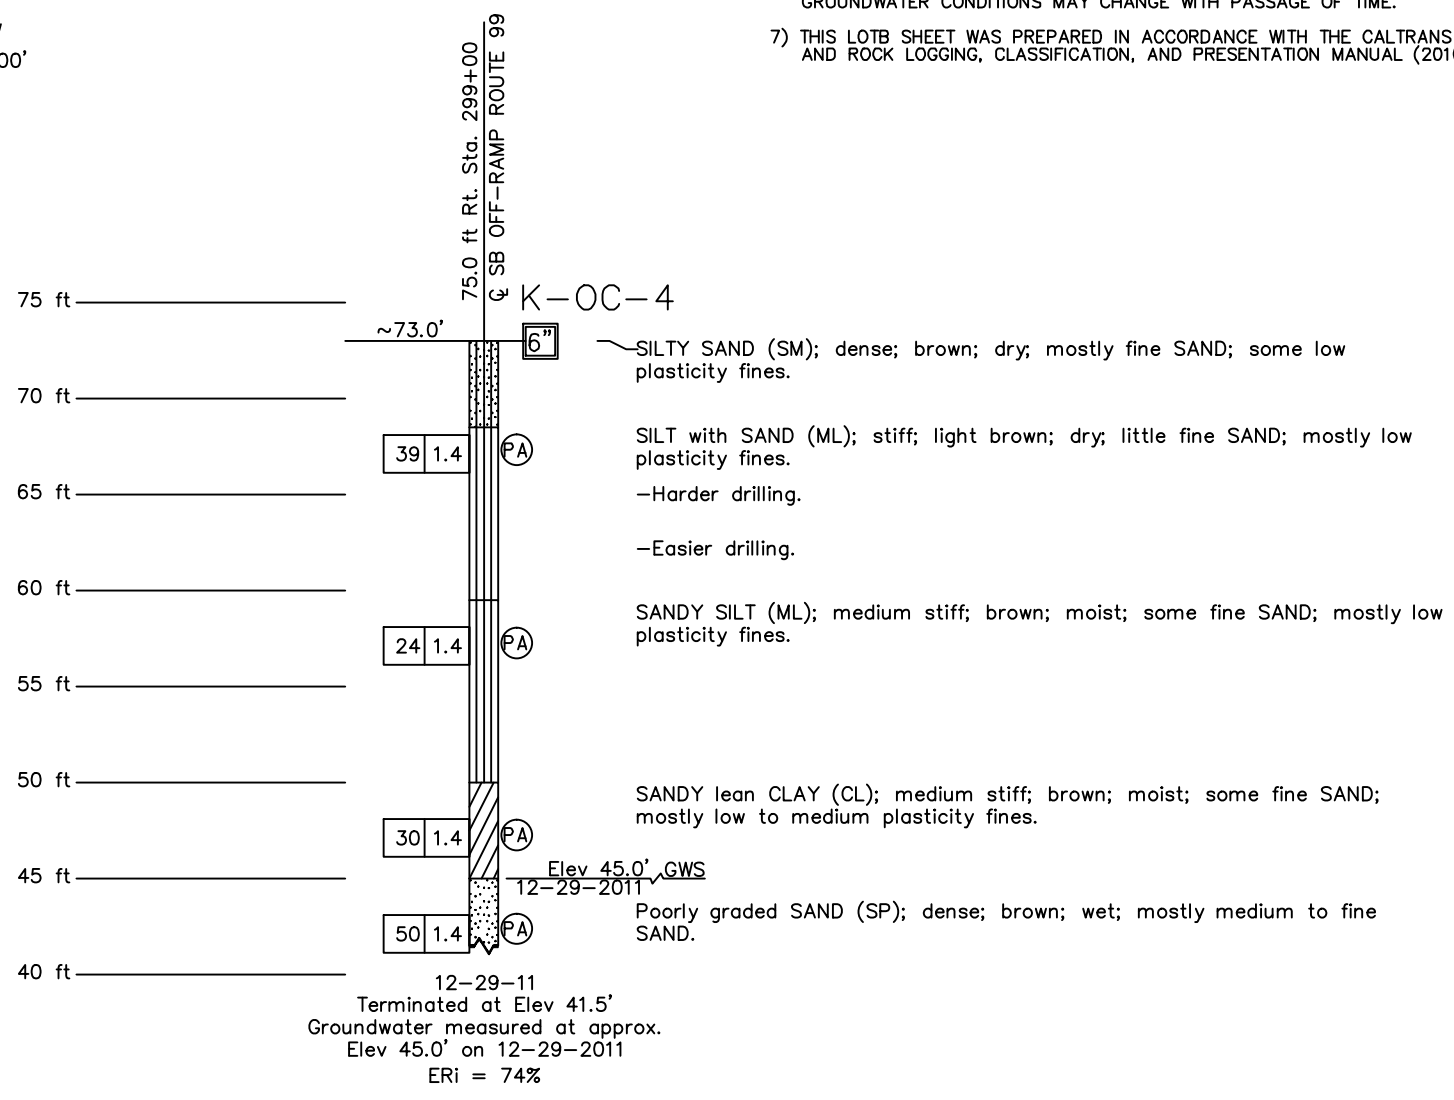 00'
GROUNDWATER CONDITIONS MAY CHANGE WITH PASSAGE OF TIME.
7) THIS LOTB SHEET WAS PREPARED IN ACCORDANCE WITH THE CALTRANS
AND ROCK LOGGING, CLASSIFICATION, AND PRESENTATION MANUAL (201
75.0 ft Rt. Sta. 299+00
℄ SB OFF-RAMP ROUTE 99
K-OC-4
75 ft
~73.0'
6"
SILTY SAND (SM); dense; brown; dry; mostly fine SAND; some low
plasticity fines.
70 ft
SILT with SAND (ML); stiff; light brown; dry; little fine SAND; mostly low
plasticity fines.
39 1.4 PA
65 ft
-Harder drilling.
-Easier drilling.
60 ft
SANDY SILT (ML); medium stiff; brown; moist; some fine SAND; mostly low
plasticity fines.
24 1.4 PA
55 ft
50 ft
SANDY lean CLAY (CL); medium stiff; brown; moist; some fine SAND;
mostly low to medium plasticity fines.
30 1.4 PA
45 ft
Elev 45.0' GWS
12-29-2011
Poorly graded SAND (SP); dense; brown; wet; mostly medium to fine
SAND.
50 1.4 PA
40 ft
12-29-11
Terminated at Elev 41.5'
Groundwater measured at approx.
Elev 45.0' on 12-29-2011
ERi = 74%